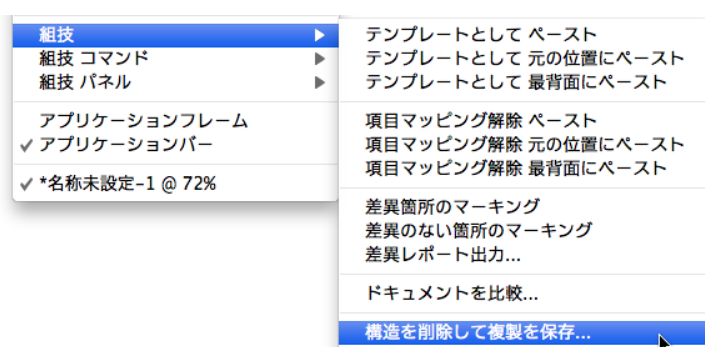 組技
組技 コマンド
組技 パネル
アプリケーションフレーム
✓ アプリケーションバー
✓ *名称未設定-1 @ 72%
テンプレートとして ペースト
テンプレートとして 元の位置にペースト
テンプレートとして 最背面にペースト
項目マッピング解除 ペースト
項目マッピング解除 元の位置にペースト
項目マッピング解除 最背面にペースト
差異箇所のマーキング
差異のない箇所のマーキング
差異レポート出力...
ドキュメントを比較...
構造を削除して複製を保存...